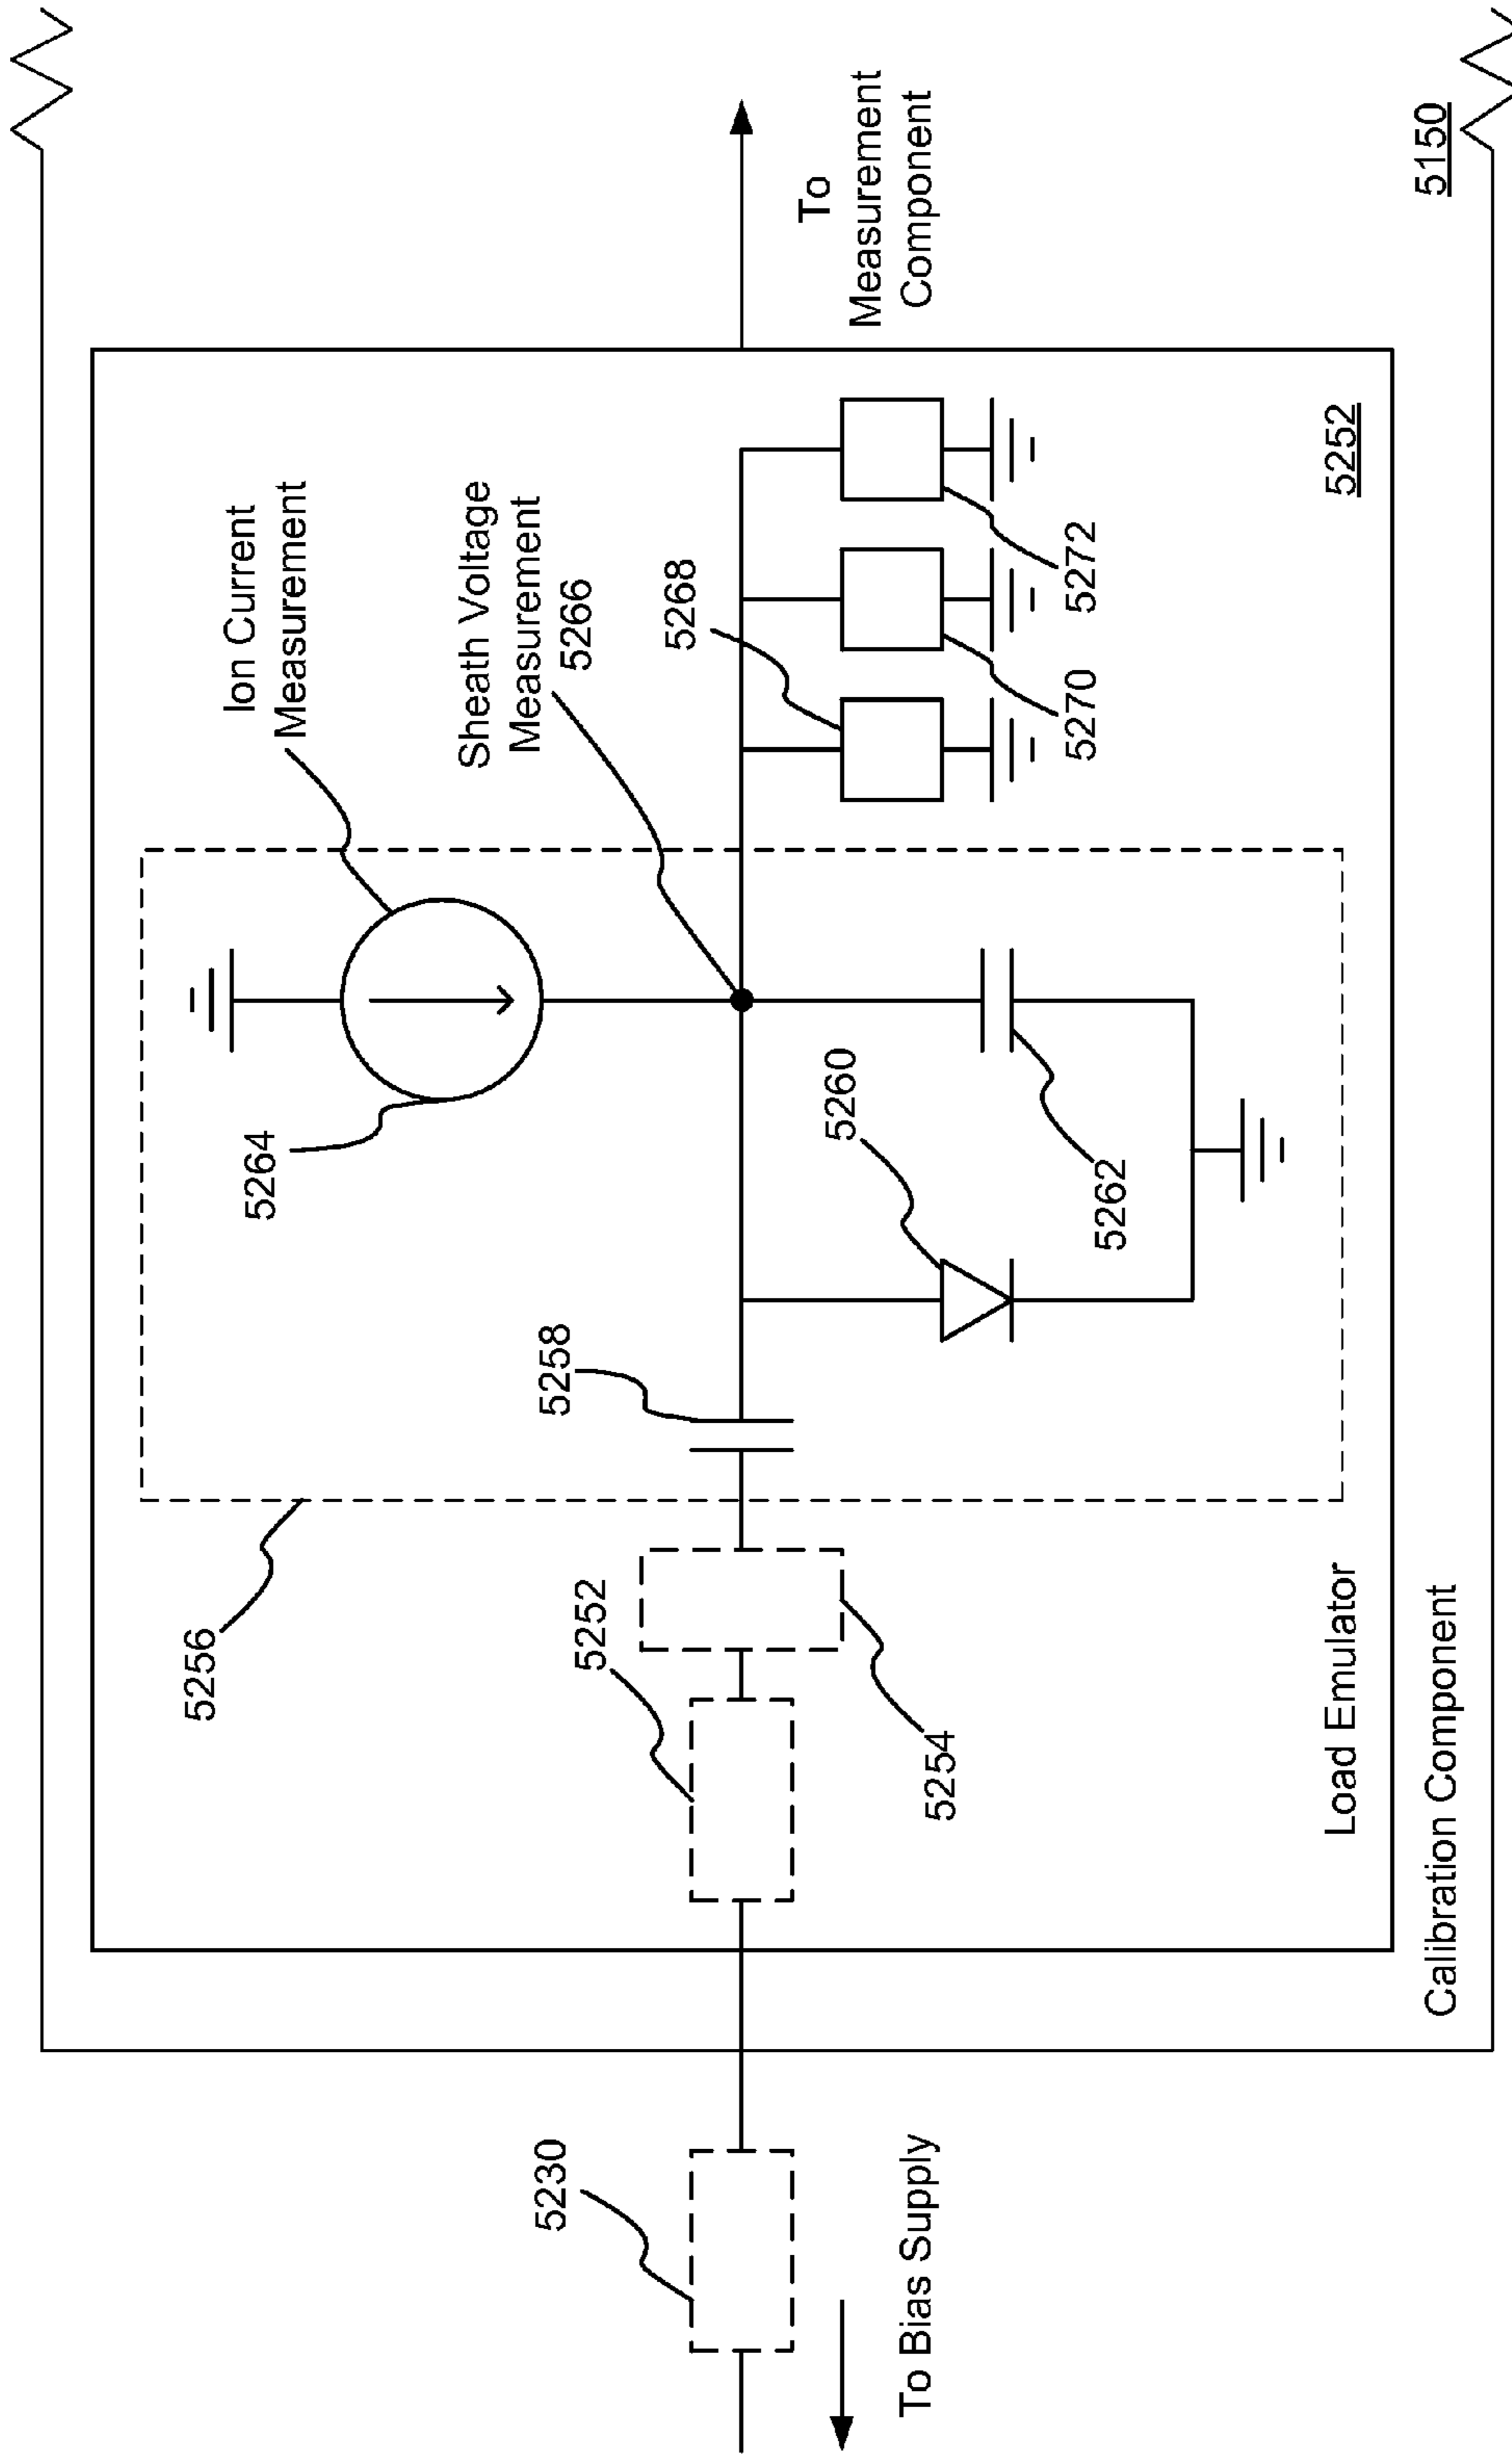 Ion Current
Measurement
5264
Sheath Voltage
Measurement
5266
5256
5258
5268
5252
5230
5260
5254
5262
5270
5272
To
Measurement
Component
To Bias Supply
Load Emulator
5252
Calibration Component
5150